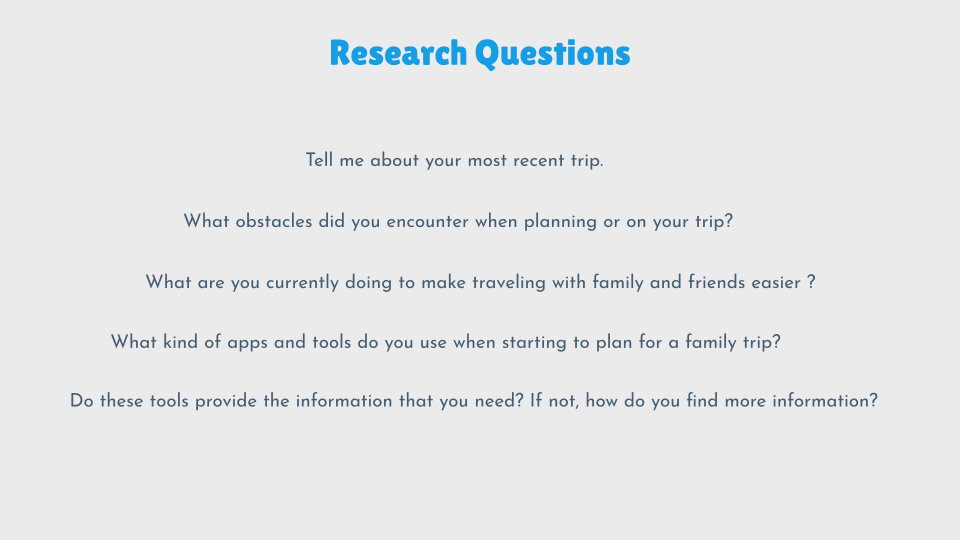 Research Questions
Tell me about your most recent trip.
What obstacles did you encounter when planning or on your trip?
What are you currently doing to make traveling with family and friends easier ?
What kind of apps and tools do you use when starting to plan for a family trip?
Do these tools provide the information that you need? If not, how do you find more information?